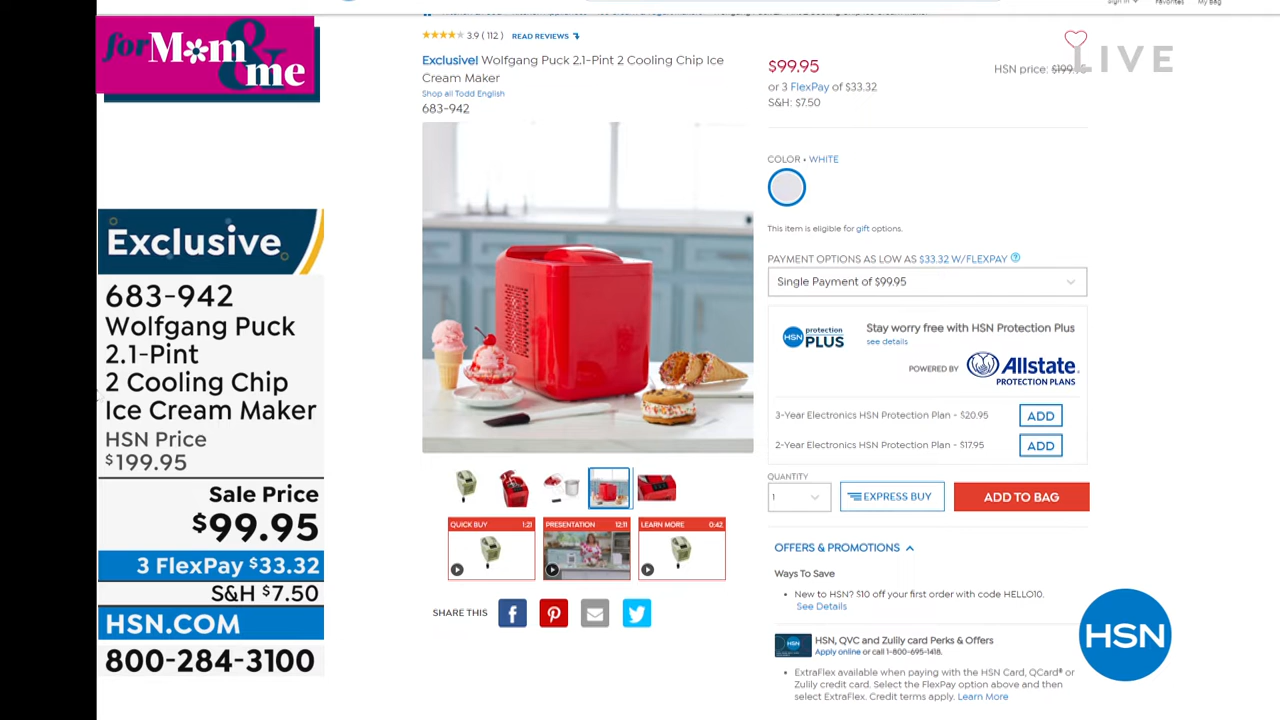 for Mom
& me
Exclusive
683-942
Wolfgang Puck
2.1-Pint
2 Cooling Chip
Ice Cream Maker
HSN Price
$199.95
Sale Price
$99.95
3 FlexPay $33.32
S&H $7.50
HSN.COM
800-284-3100
3.9 (112) READ REVIEWS
Exclusive! Wolfgang Puck 2.1-Pint 2 Cooling Chip Ice
Cream Maker
Shop all Todd English
683-942
QUICK BUY 1:21
PRESENTATION 12:11
LEARN MORE 0:42
SHARE THIS
$99.95
HSN price:
LIVE
or 3 FlexPay of $33.32
S&H: $7.50
COLOR • WHITE
This item is eligible for gift options.
PAYMENT OPTIONS AS LOW AS $33.32 W/FLEXPAY
Single Payment of $99.95
HSN protection PLUS
Stay worry free with HSN Protection Plus
see details
POWERED BY Allstate
PROTECTION PLANS
3-Year Electronics HSN Protection Plan - $20.95 ADD
2-Year Electronics HSN Protection Plan - $17.95 ADD
QUANTITY
1
EXPRESS BUY
ADD TO BAG
OFFERS & PROMOTIONS
Ways To Save
• New to HSN? $10 off your first order with code HELLO10.
See Details
HSN, QVC and Zulily card Perks & Offers
Apply online or call 1-800-695-1418.
• ExtraFlex available when paying with the HSN Card, QCard® or
Zulily credit card. Select the FlexPay option above and then
select ExtraFlex. Credit terms apply. Learn More
HSN